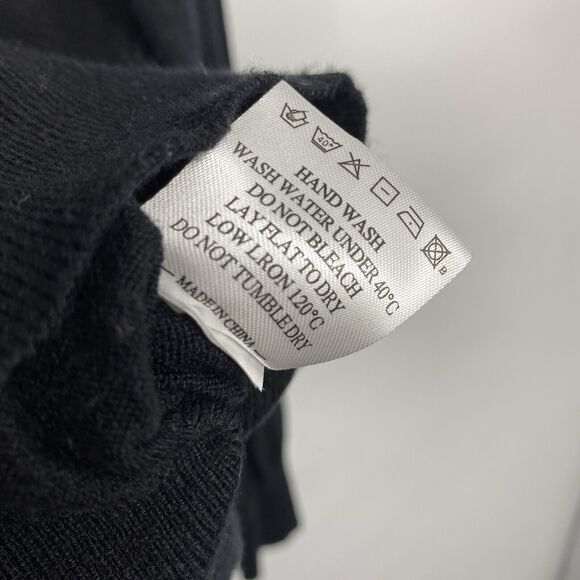 40°
B
HAND WASH
WASH WATER UNDER 40°C
DO NOT BLEACH
LAY FLAT TO DRY
LOW LRON 120°C
DO NOT TUMBLE DRY
— MADE IN CHINA —